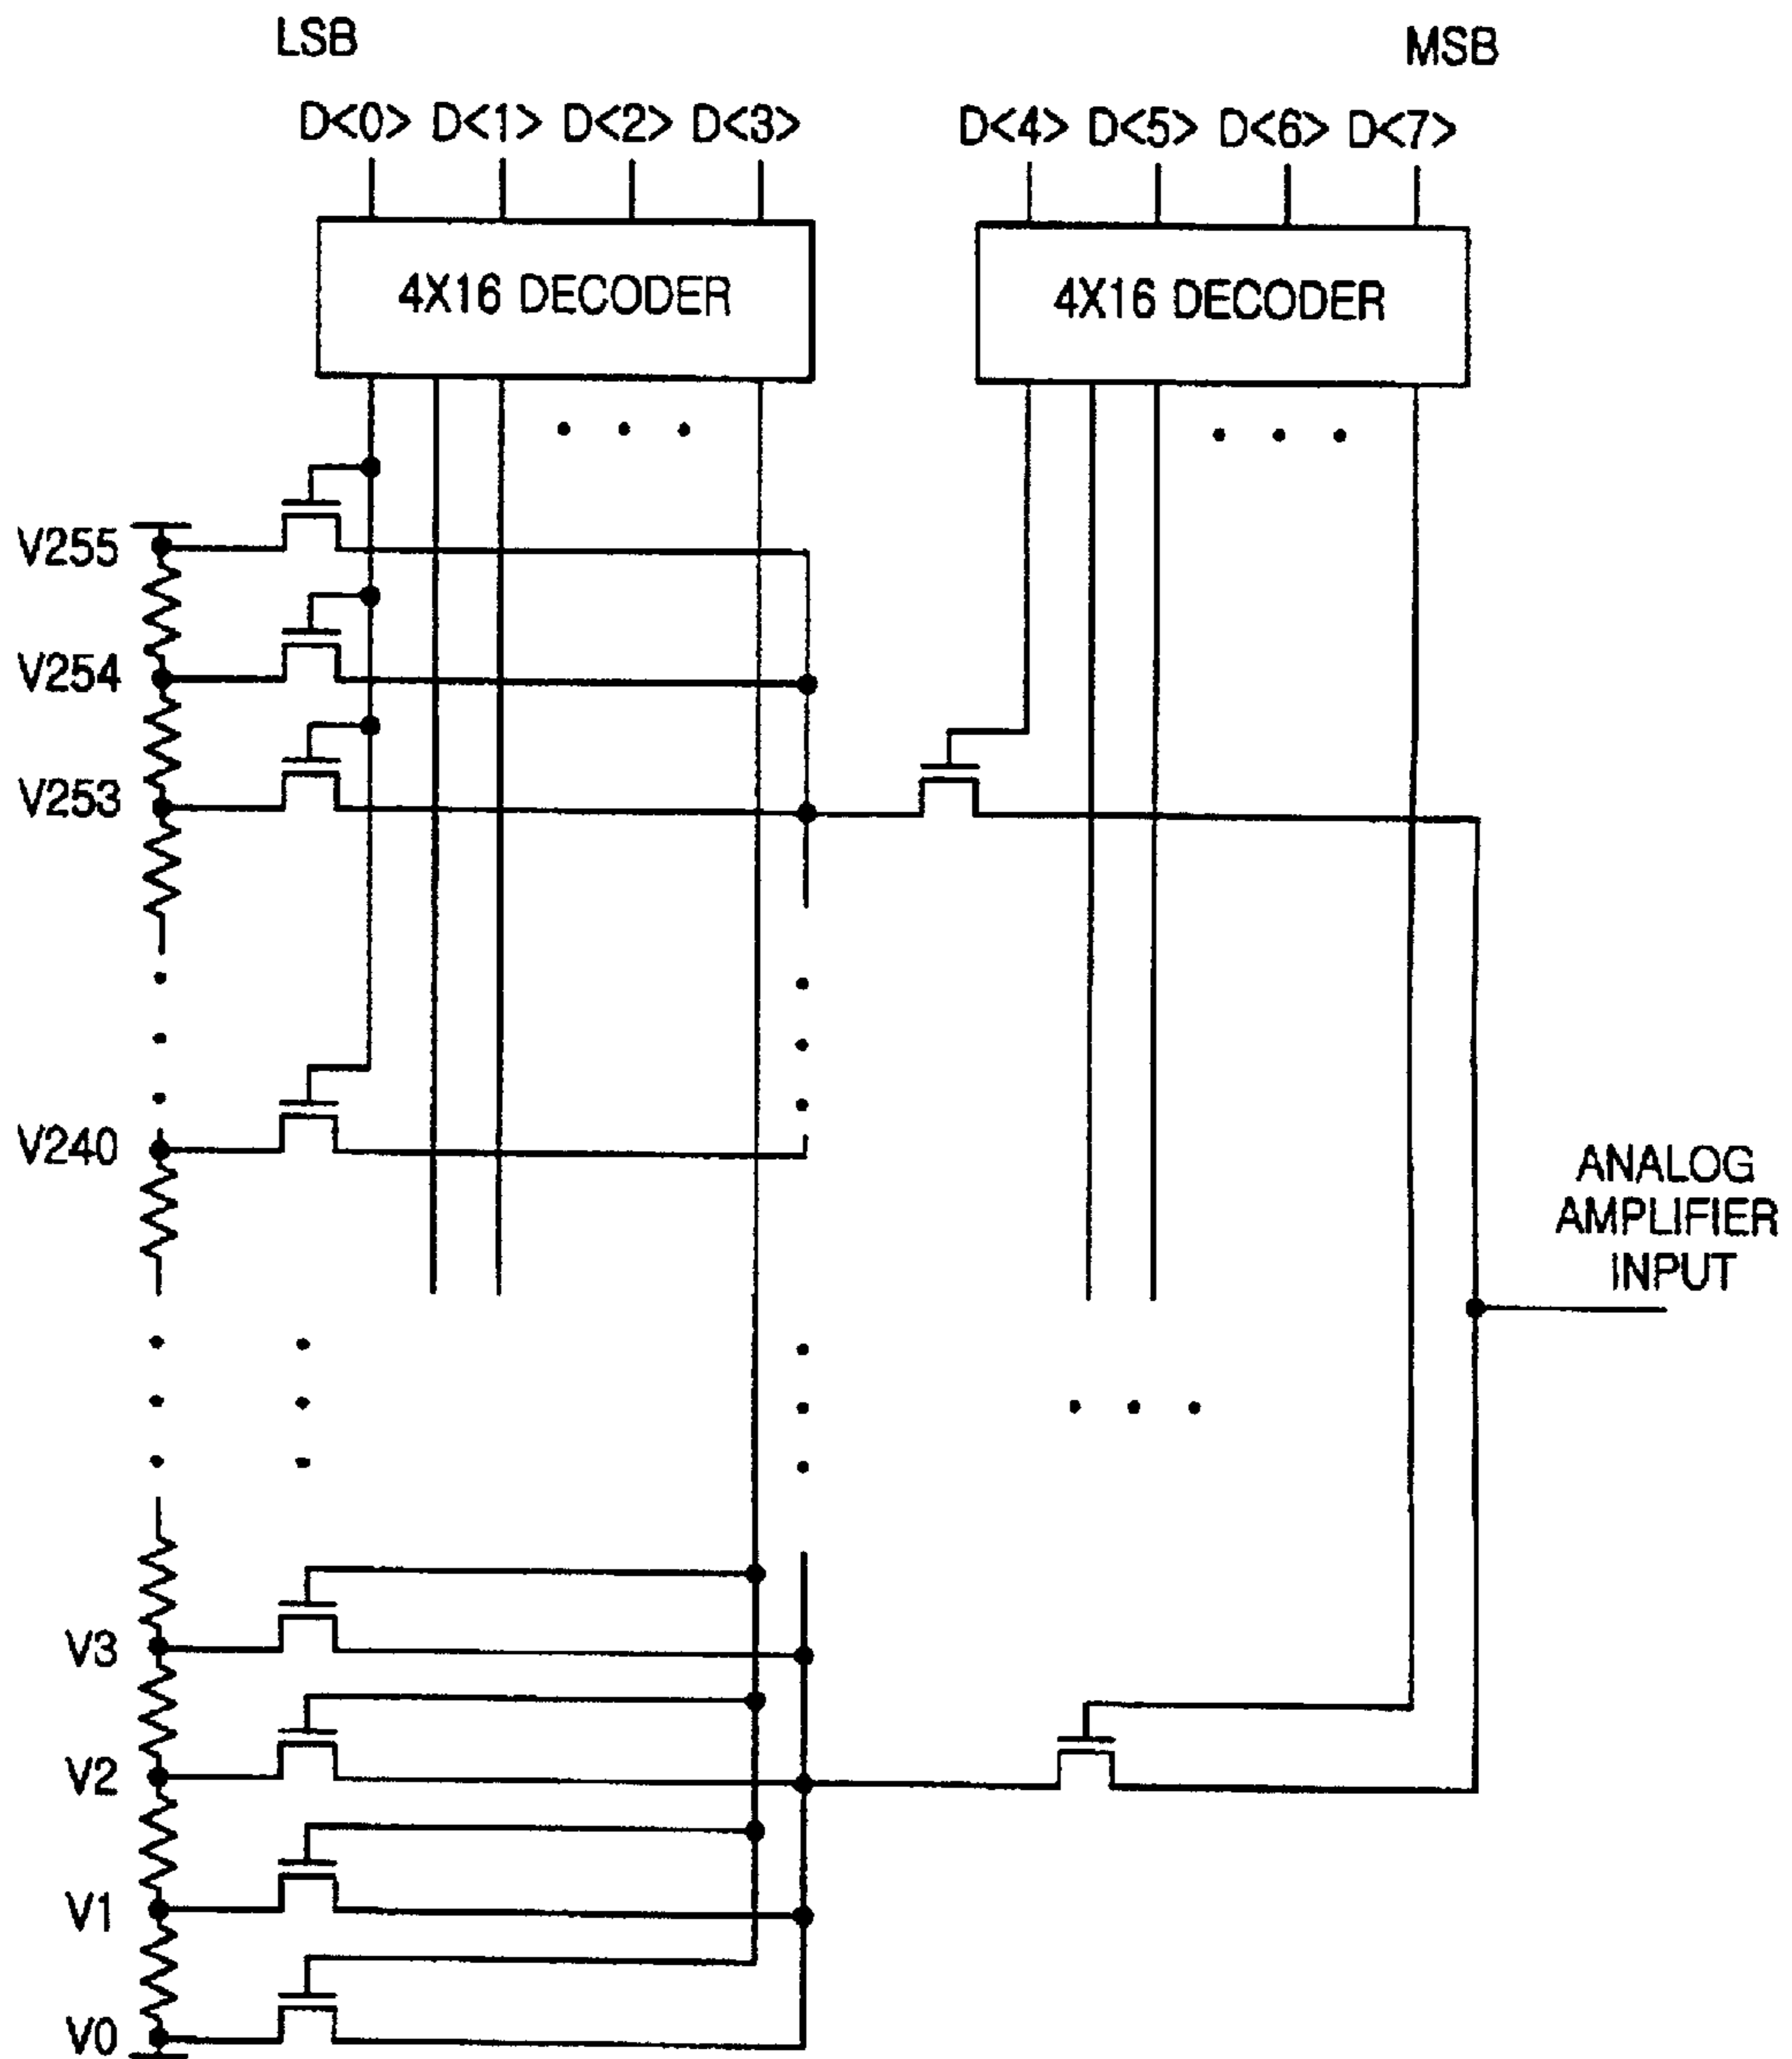 LSB
MSB
D<0> D<1> D<2> D<3>
D<4> D<5> D<6> D<7>
4X16 DECODER
4X16 DECODER
V255
V254
V253
V240
ANALOG
AMPLIFIER
INPUT
V3
V2
V1
V0